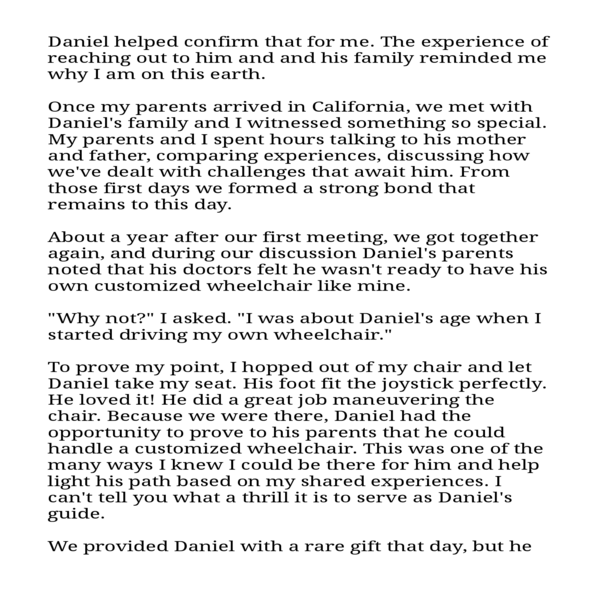 Daniel helped confirm that for me. The experience of
reaching out to him and and his family reminded me
why I am on this earth.
Once my parents arrived in California, we met with
Daniel's family and I witnessed something so special.
My parents and I spent hours talking to his mother
and father, comparing experiences, discussing how
we've dealt with challenges that await him. From
those first days we formed a strong bond that
remains to this day.
About a year after our first meeting, we got together
again, and during our discussion Daniel's parents
noted that his doctors felt he wasn't ready to have his
own customized wheelchair like mine.
"Why not?" I asked. "I was about Daniel's age when I
started driving my own wheelchair."
To prove my point, I hopped out of my chair and let
Daniel take my seat. His foot fit the joystick perfectly.
He loved it! He did a great job maneuvering the
chair. Because we were there, Daniel had the
opportunity to prove to his parents that he could
handle a customized wheelchair. This was one of the
many ways I knew I could be there for him and help
light his path based on my shared experiences. I
can't tell you what a thrill it is to serve as Daniel's
guide.
We provided Daniel with a rare gift that day, but he